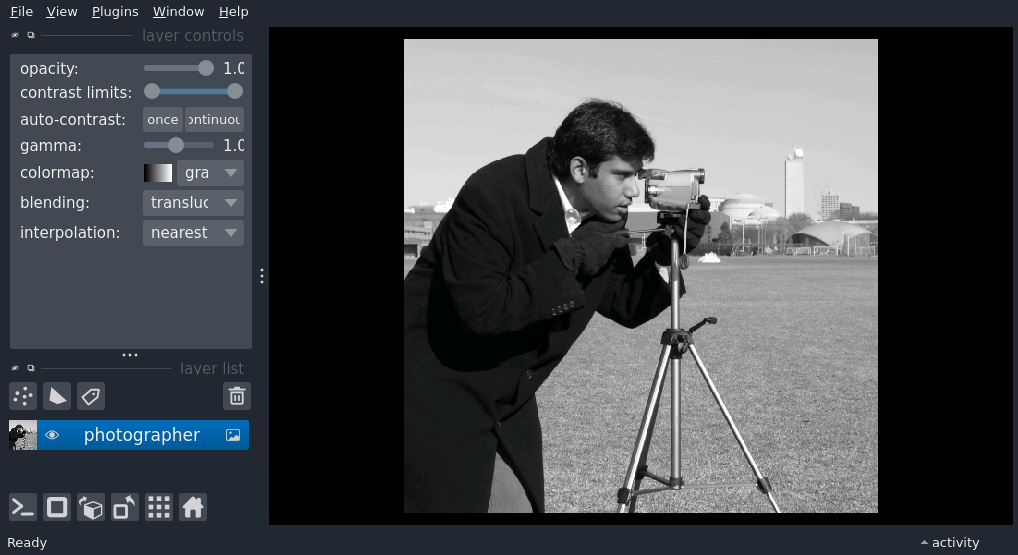 File View Plugins Window Help
layer controls
opacity: 1.0
contrast limits:
auto-contrast: once ontinuou
gamma: 1.0
colormap: gra
blending: transluc
interpolation: nearest
layer list
photographer
Ready
activity